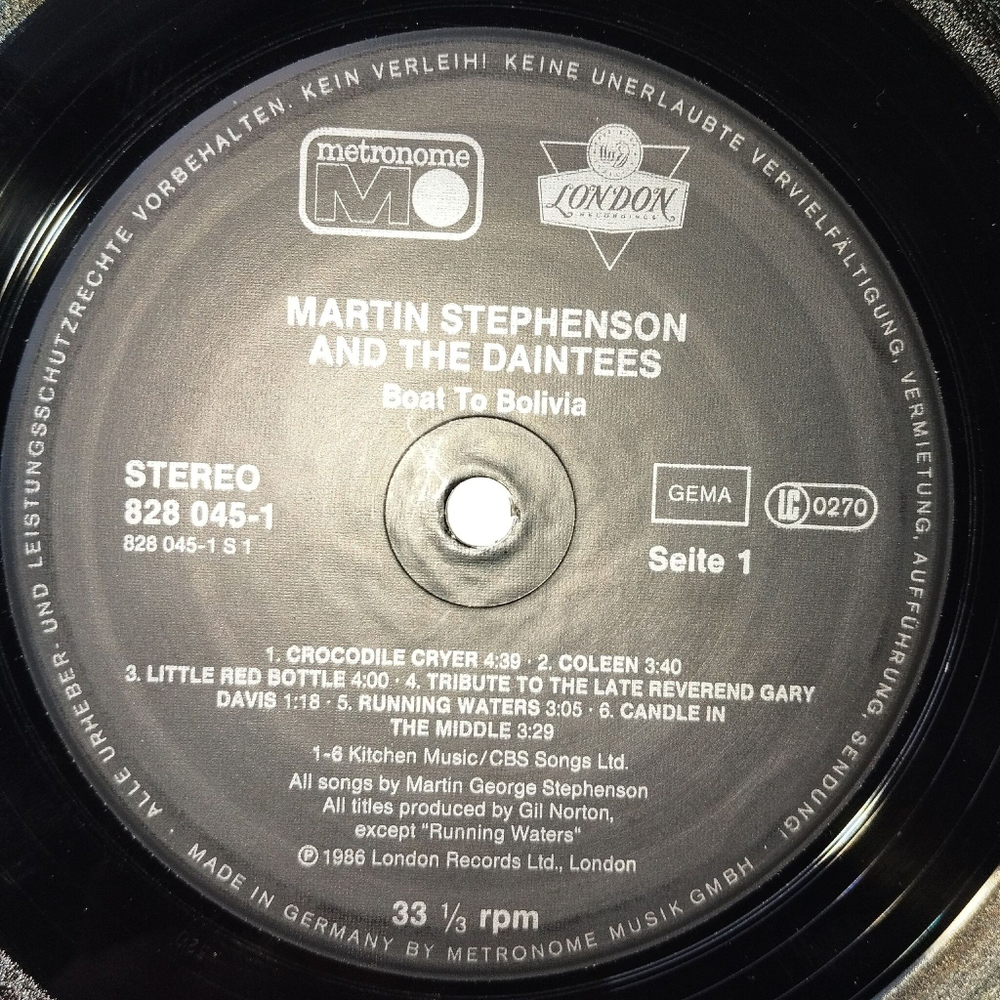 ALLE URHEBER- UND LEISTUNGSSCHUTZRECHTE VORBEHALTEN. KEIN VERLEIH! KEINE UNERLAUBTE VERVIELFÄLTIGUNG, VERMIETUNG, AUFFÜHRUNG, SENDUNG!
metronome
M
LONDON
RECORDINGS
MARTIN STEPHENSON
AND THE DAINTEES
Boat To Bolivia
STEREO
828 045-1
828 045-1 S 1
GEMA
LC 0270
Seite 1
1. CROCODILE CRYER 4:39 · 2. COLEEN 3:40
3. LITTLE RED BOTTLE 4:00 · 4. TRIBUTE TO THE LATE REVEREND GARY
DAVIS 1:18 · 5. RUNNING WATERS 3:05 · 6. CANDLE IN
THE MIDDLE 3:29
1-6 Kitchen Music/CBS Songs Ltd.
All songs by Martin George Stephenson
All titles produced by Gil Norton,
except "Running Waters"
℗ 1986 London Records Ltd., London
33 ⅓ rpm
· MADE IN GERMANY BY METRONOME MUSIK GMBH ·